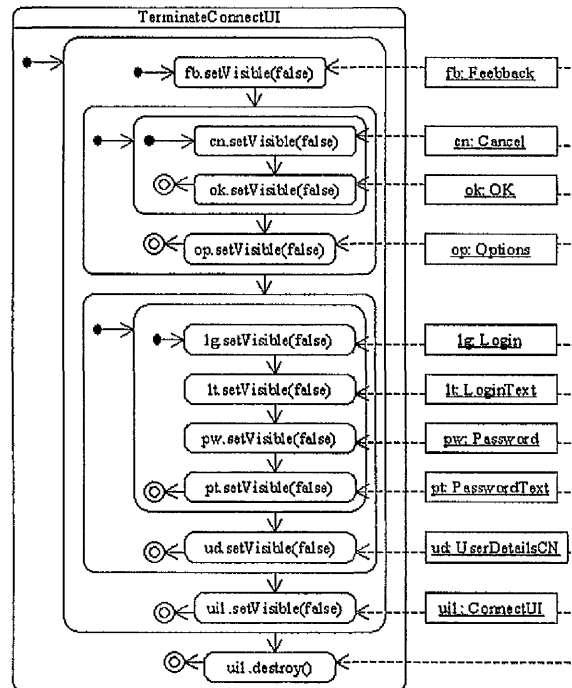 TerminateConnectUI
fb.setVisible(false)
fb: Feebback
cn.setVisible(false)
cn: Cancel
ok.setVisible(false)
ok: OK
op.setVisible(false)
op: Options
lg.setVisible(false)
lg: Login
lt.setVisible(false)
lt: LoginText
pw.setVisible(false)
pw: Password
pt.setVisible(false)
pt: PasswordText
ud.setVisible(false)
ud: UserDetailsCN
ui1.setVisible(false)
ui1: ConnectUI
ui1.destroy()